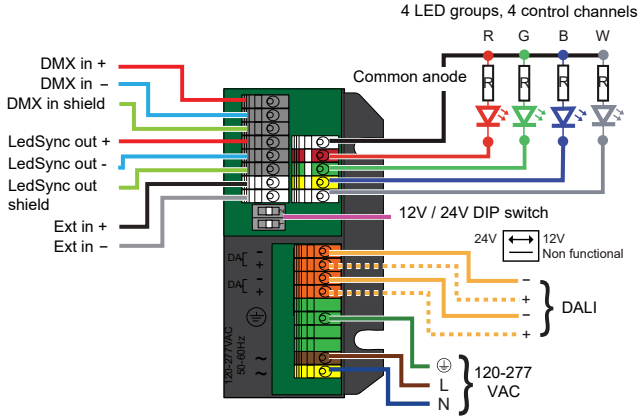 4 LED groups, 4 control channels
R G B W
Common anode
R R R R
DMX in +
DMX in –
DMX in shield
LedSync out +
LedSync out -
LedSync out
shield
Ext in +
Ext in –
12V / 24V DIP switch
24V 12V
Non functional
DA –
+
DA –
+
120-277VAC
50-60Hz
~
~
–
+
–
+
DALI
L
N
120-277
VAC